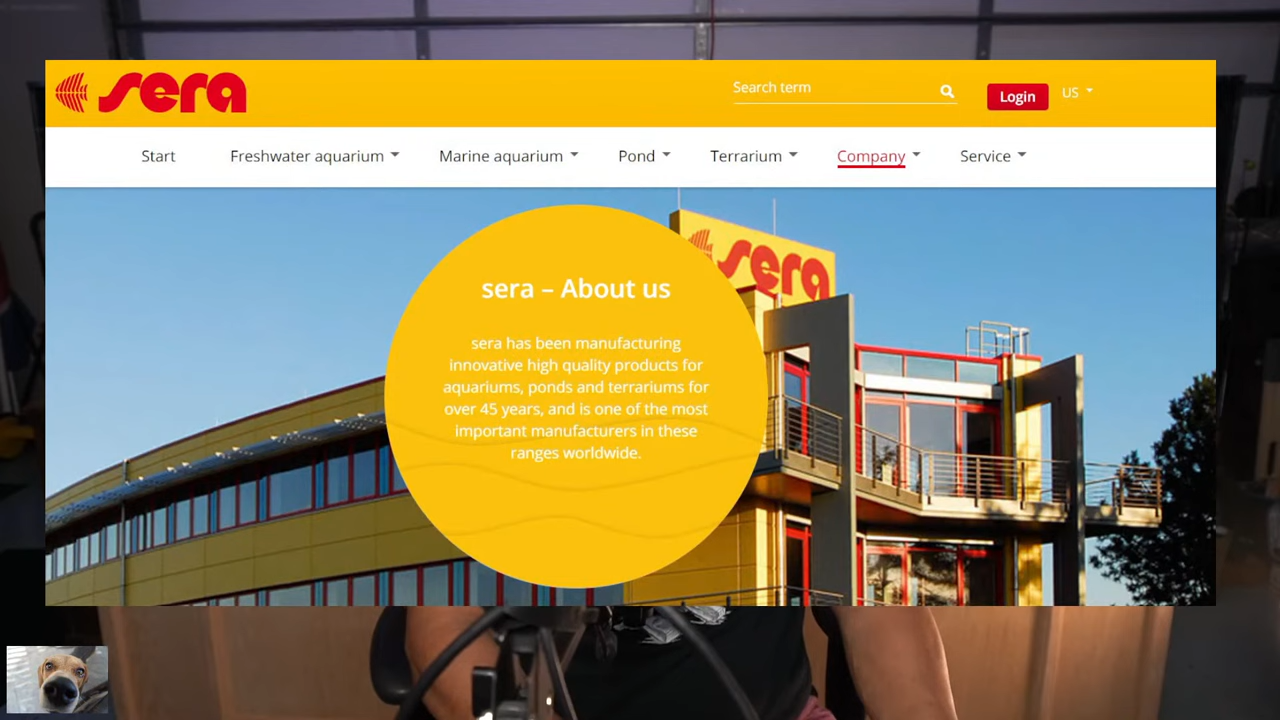 sera
Search term
Login
US
Start
Freshwater aquarium
Marine aquarium
Pond
Terrarium
Company
Service
sera
sera – About us
sera has been manufacturing
innovative high quality products for
aquariums, ponds and terrariums for
over 45 years, and is one of the most
important manufacturers in these
ranges worldwide.